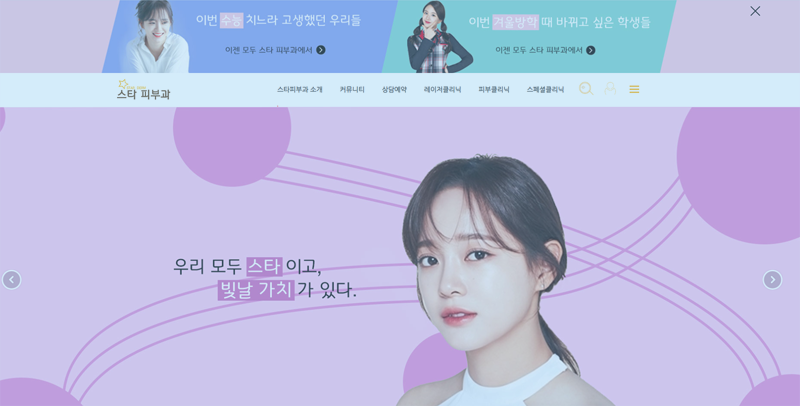 이번 수능 치느라 고생했던 우리들
이젠 모두 스타 피부과에서
이번 겨울방학 때 바뀌고 싶은 학생들
이젠 모두 스타 피부과에서
스타 피부과
스타피부과 소개 커뮤니티 상담예약 레이저클리닉 피부클리닉 스페셜클리닉
우리 모두 스타 이고,
빛날 가치 가 있다.